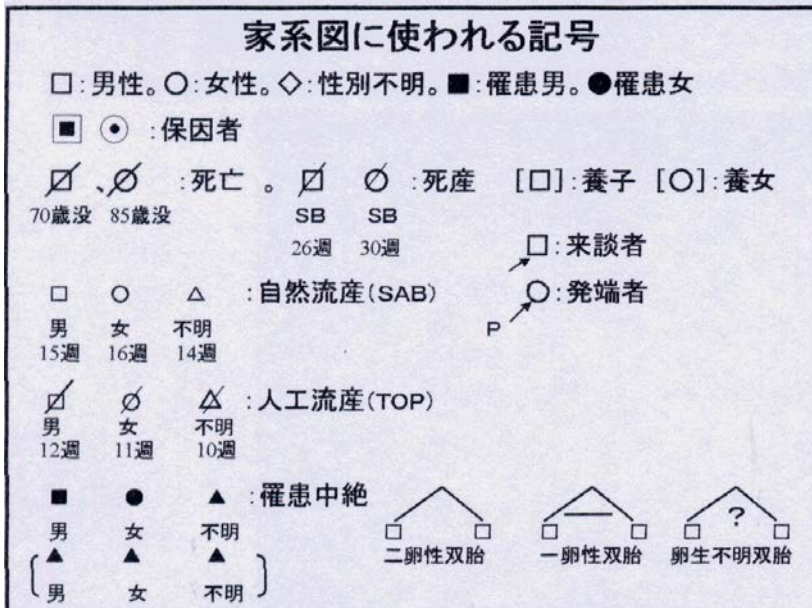 家系図に使われる記号
□:男性。○:女性。◇:性別不明。■:罹患男。●罹患女
:保因者
、 :死亡 。 :死産 [□]:養子 [○]:養女
70歳没 85歳没 SB SB
26週 30週 □:来談者
□ ○ △ :自然流産(SAB) ○:発端者
P
男 女 不明
15週 16週 14週
:人工流産(TOP)
男 女 不明
12週 11週 10週
■ ● ▲ :罹患中絶
男 女 不明
□ □ □ □ □ ? □
二卵性双胎 一卵性双胎 卵生不明双胎
▲ ▲ ▲
男 女 不明